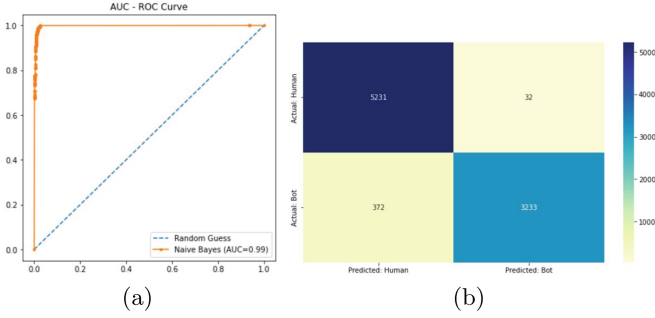 AUC - ROC Curve
1.0
0.8
0.6
0.4
0.2
0.0
0.0 0.2 0.4 0.6 0.8 1.0
Random Guess
Naive Bayes (AUC=0.99)
(a)
Actual: Human
Actual: Bot
5231 32
372 3233
Predicted: Human Predicted: Bot
5000
4000
3000
2000
1000
(b)